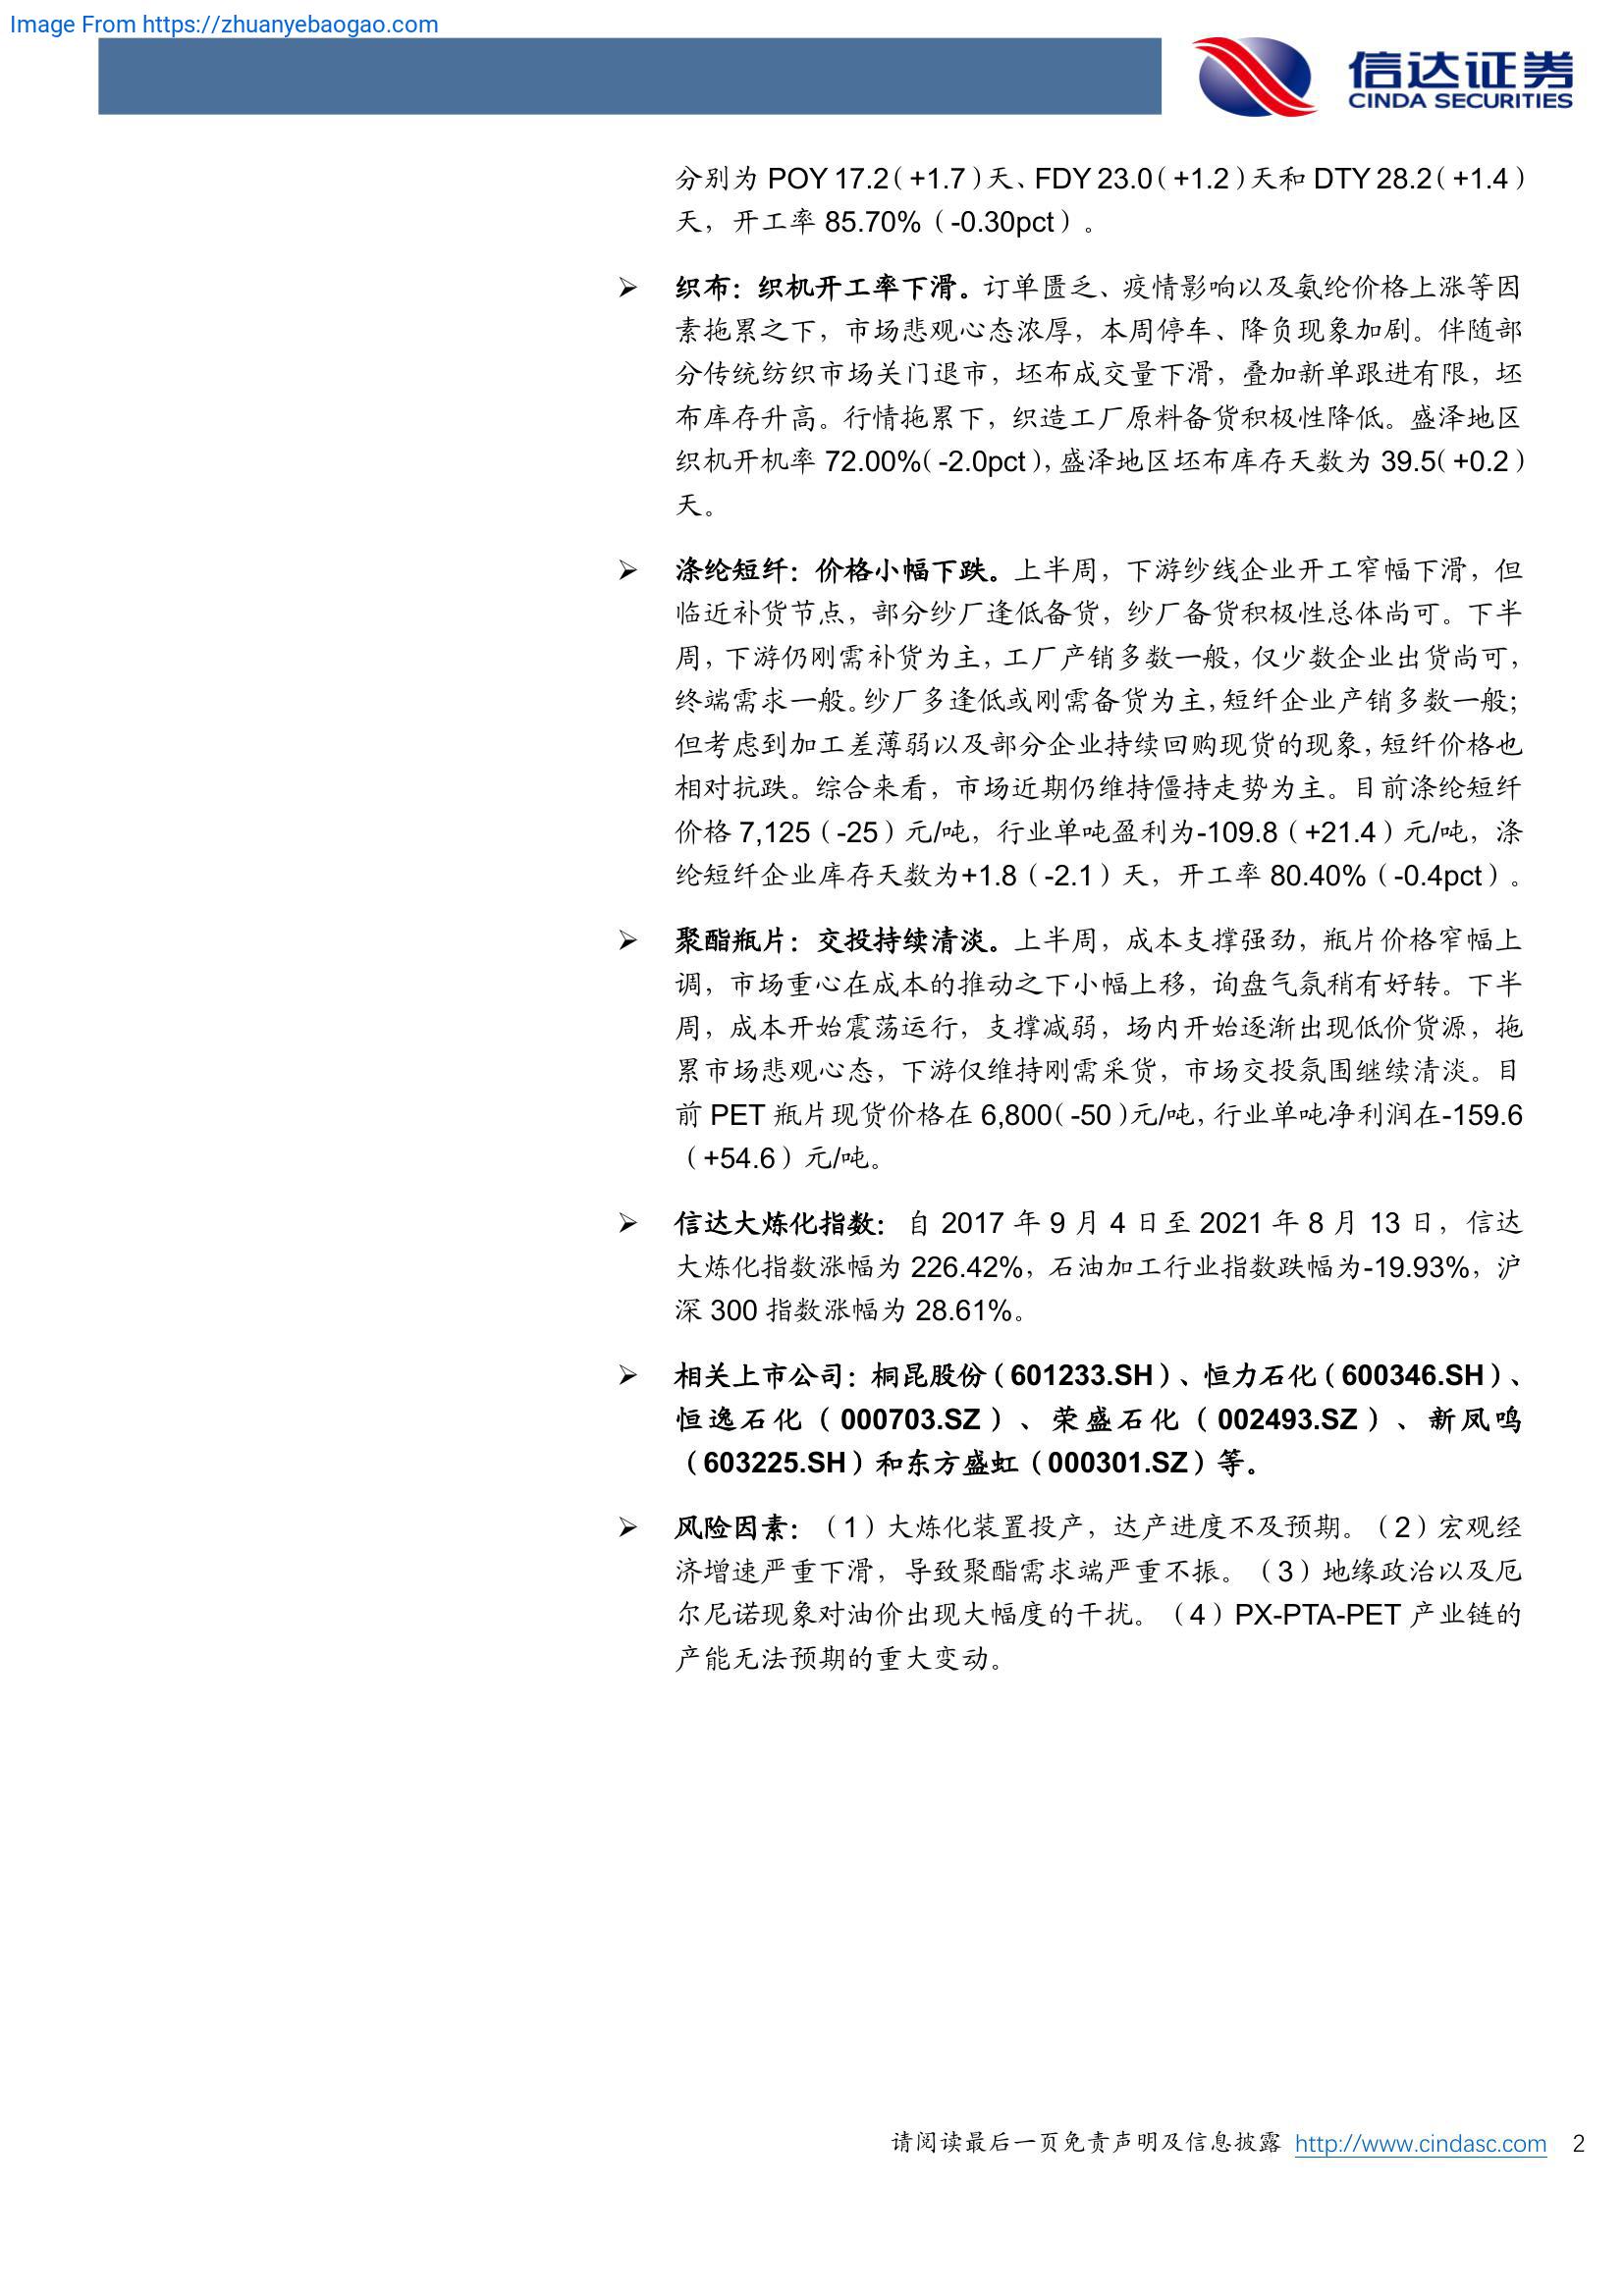 Image From https://zhuanyebaogao.com
信达证券
CINDA SECURITIES
分别为 POY 17.2（+1.7）天、FDY 23.0（+1.2）天和 DTY 28.2（+1.4）
天，开工率 85.70%（-0.30pct）。
➢ 织布：织机开工率下滑。订单匮乏、疫情影响以及氨纶价格上涨等因
素拖累之下，市场悲观心态浓厚，本周停车、降负现象加剧。伴随部
分传统纺织市场关门退市，坯布成交量下滑，叠加新单跟进有限，坯
布库存升高。行情拖累下，织造工厂原料备货积极性降低。盛泽地区
织机开机率 72.00%（-2.0pct），盛泽地区坯布库存天数为 39.5（+0.2）
天。
➢ 涤纶短纤：价格小幅下跌。上半周，下游纱线企业开工窄幅下滑，但
临近补货节点，部分纱厂逢低备货，纱厂备货积极性总体尚可。下半
周，下游仍刚需补货为主，工厂产销多数一般，仅少数企业出货尚可，
终端需求一般。纱厂多逢低或刚需备货为主，短纤企业产销多数一般；
但考虑到加工差薄弱以及部分企业持续回购现货的现象，短纤价格也
相对抗跌。综合来看，市场近期仍维持僵持走势为主。目前涤纶短纤
价格 7,125（-25）元/吨，行业单吨盈利为-109.8（+21.4）元/吨，涤
纶短纤企业库存天数为+1.8（-2.1）天，开工率 80.40%（-0.4pct）。
➢ 聚酯瓶片：交投持续清淡。上半周，成本支撑强劲，瓶片价格窄幅上
调，市场重心在成本的推动之下小幅上移，询盘气氛稍有好转。下半
周，成本开始震荡运行，支撑减弱，场内开始逐渐出现低价货源，拖
累市场悲观心态，下游仅维持刚需采货，市场交投氛围继续清淡。目
前 PET 瓶片现货价格在 6,800（-50）元/吨，行业单吨净利润在-159.6
（+54.6）元/吨。
➢ 信达大炼化指数：自 2017 年 9 月 4 日至 2021 年 8 月 13 日，信达
大炼化指数涨幅为 226.42%，石油加工行业指数跌幅为-19.93%，沪
深 300 指数涨幅为 28.61%。
➢ 相关上市公司：桐昆股份（601233.SH）、恒力石化（600346.SH）、
恒逸石化（000703.SZ）、荣盛石化（002493.SZ）、新凤鸣
（603225.SH）和东方盛虹（000301.SZ）等。
➢ 风险因素：（1）大炼化装置投产，达产进度不及预期。（2）宏观经
济增速严重下滑，导致聚酯需求端严重不振。（3）地缘政治以及厄
尔尼诺现象对油价出现大幅度的干扰。（4）PX-PTA-PET 产业链的
产能无法预期的重大变动。
请阅读最后一页免责声明及信息披露 http://www.cindasc.com 2